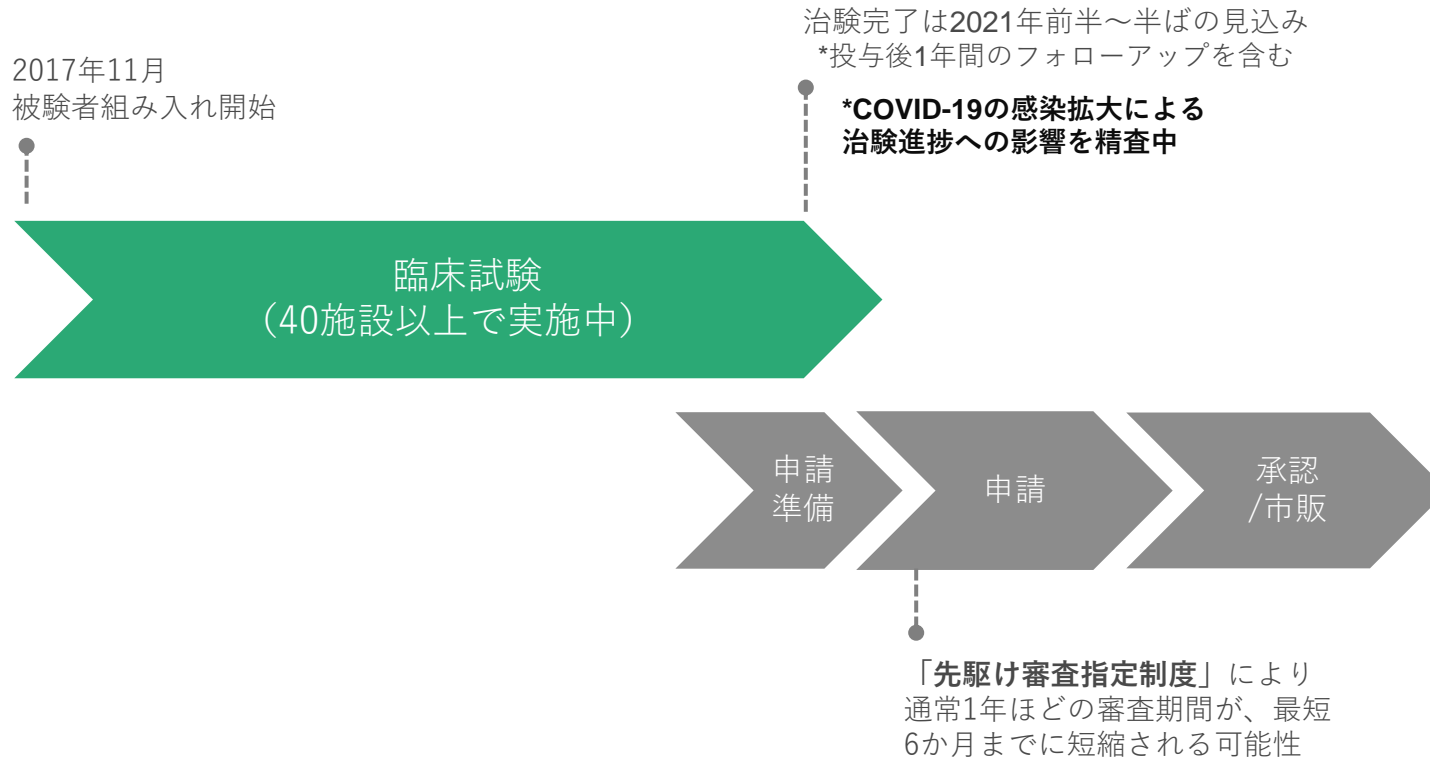 2017年11月
被験者組み入れ開始
治験完了は2021年前半～半ばの見込み
*投与後1年間のフォローアップを含む
*COVID-19の感染拡大による
治験進捗への影響を精査中
臨床試験
（40施設以上で実施中）
申請
準備
申請
承認
/市販
「先駆け審査指定制度」により
通常1年ほどの審査期間が、最短
6か月までに短縮される可能性